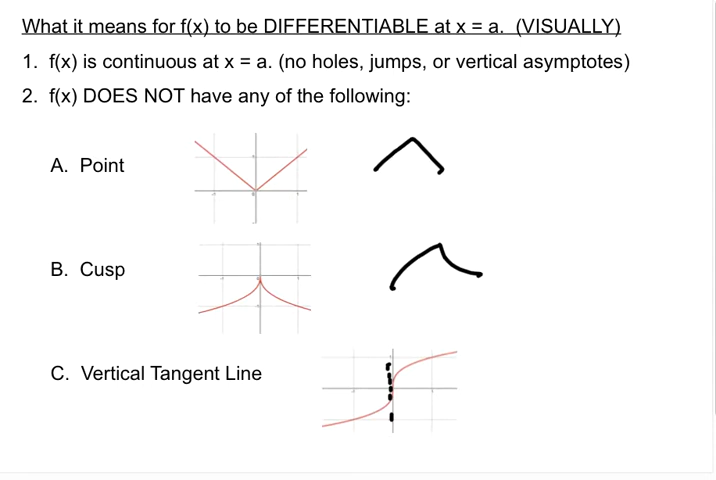 What it means for f(x) to be DIFFERENTIABLE at x = a. (VISUALLY)
1. f(x) is continuous at x = a. (no holes, jumps, or vertical asymptotes)
2. f(x) DOES NOT have any of the following:
A. Point
B. Cusp
C. Vertical Tangent Line